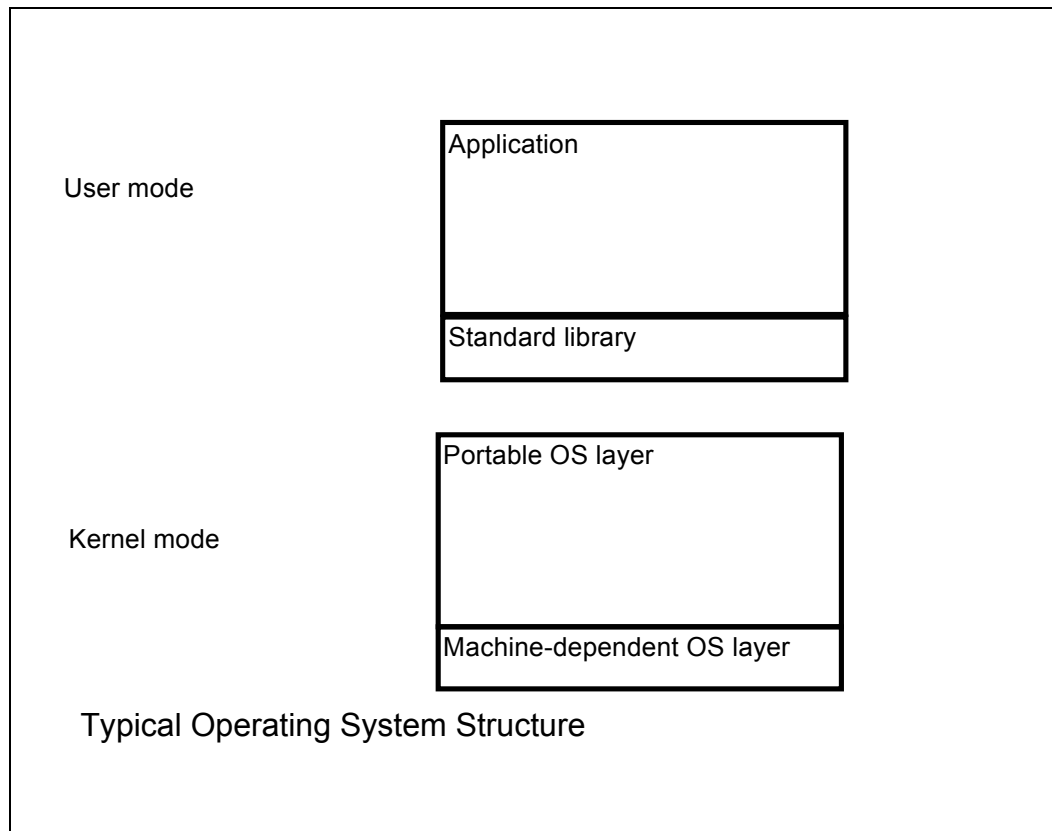 Application
User mode
Standard library
Portable OS layer
Kernel mode
Machine-dependent OS layer
Typical Operating System Structure